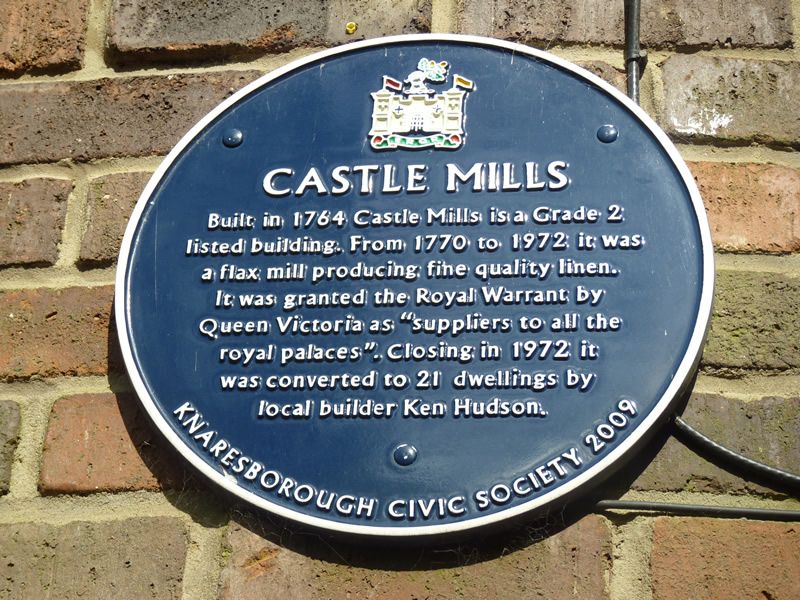 CASTLE MILLS
Built in 1764 Castle Mills is a Grade 2
listed building. From 1770 to 1972 it was
a flax mill producing fine quality linen.
It was granted the Royal Warrant by
Queen Victoria as "suppliers to all the
royal palaces". Closing in 1972 it
was converted to 21 dwellings by
local builder Ken Hudson.
KNARESBOROUGH CIVIC SOCIETY 2009